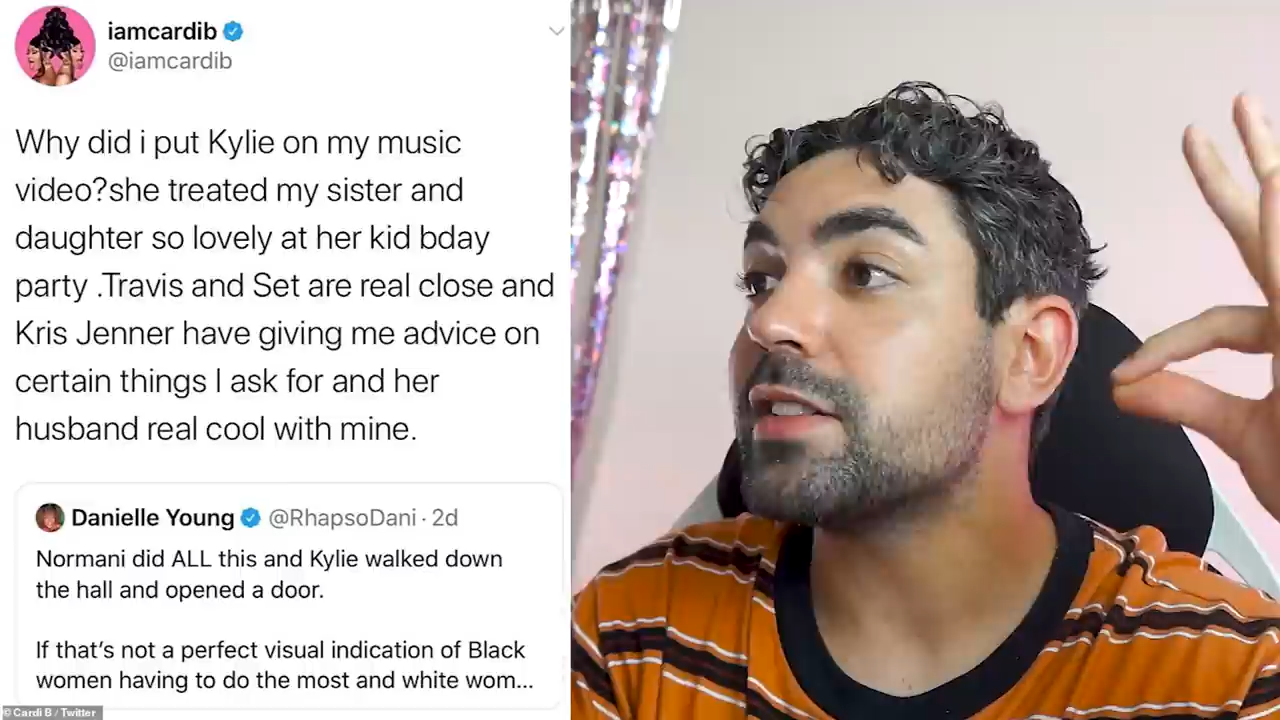 iamcardib
@iamcardib
Why did i put Kylie on my music
video?she treated my sister and
daughter so lovely at her kid bday
party .Travis and Set are real close and
Kris Jenner have giving me advice on
certain things I ask for and her
husband real cool with mine.
Danielle Young @RhapsoDani · 2d
Normani did ALL this and Kylie walked down
the hall and opened a door.
If that's not a perfect visual indication of Black
women having to do the most and white wom...
© Cardi B / Twitter